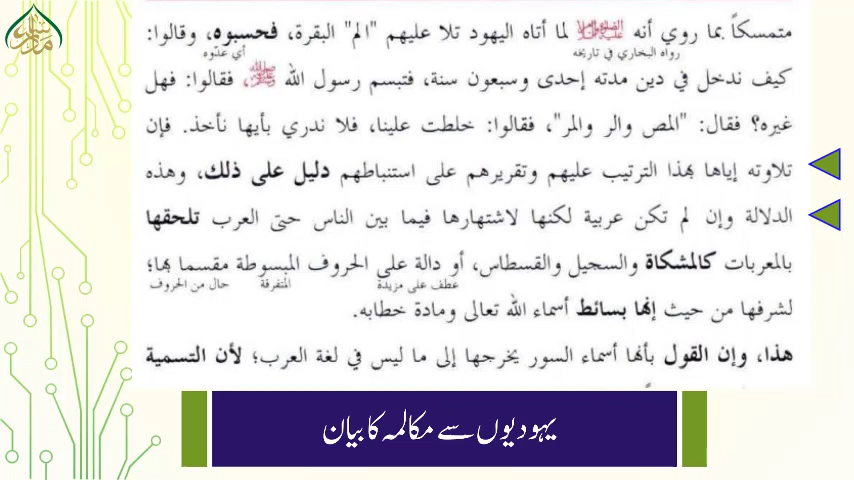 متمسكاً بما روي أنه ﷺ لما أتاه اليهود تلا عليهم "الم" البقرة، فحسبوه، وقالوا:
رواه البخاري في تاريخه أي عدّوه
كيف ندخل في دين مدته إحدى وسبعون سنة، فتبسم رسول الله ﷺ، فقالوا: فهل
غيره؟ فقال: "المص والر والمر"، فقالوا: خلطت علينا، فلا ندري بأيها نأخذ. فإن
تلاوته إياها بهذا الترتيب عليهم وتقريرهم على استنباطهم دليل على ذلك، وهذه
الدلالة وإن لم تكن عربية لكنها لاشتهارها فيما بين الناس حتى العرب تلحقها
بالمعربات كالمشكاة والسجيل والقسطاس، أو دالة على الحروف المبسوطة مقسما بها؛
عطف على مزيدة المتفرقة حال من الحروف
لشرفها من حيث إنها بسائط أسماء الله تعالى ومادة خطابه.
هذا، وإن القول بأنها أسماء السور يخرجها إلى ما ليس في لغة العرب؛ لأن التسمية
یہودیوں سے مکالمہ کا بیان